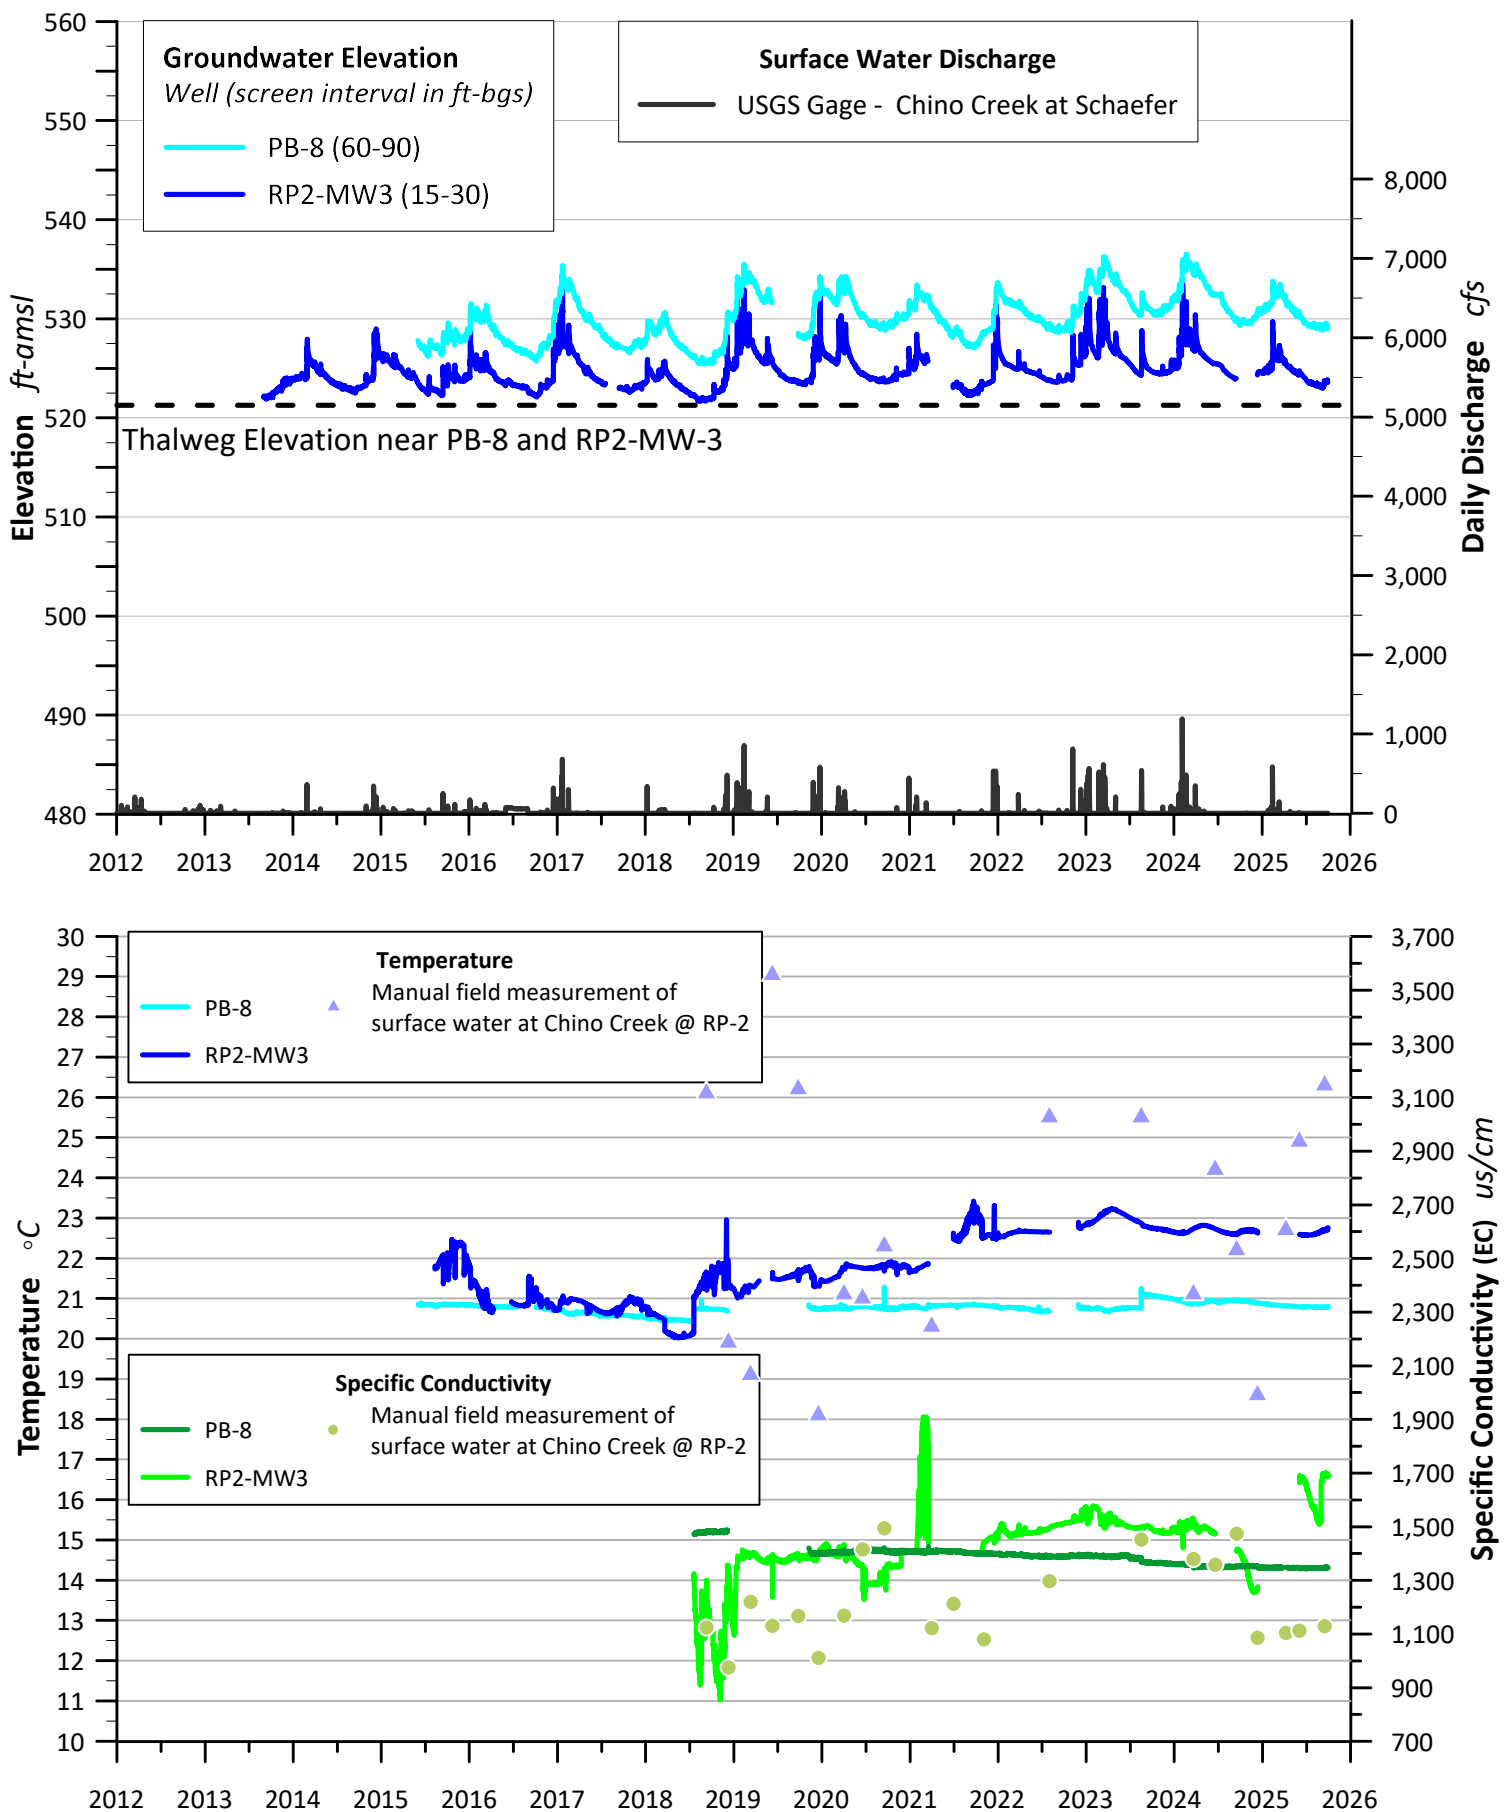 560
550
540
530
520
510
500
490
480
Elevation ft-amsl
Groundwater Elevation
Well (screen interval in ft-bgs)
PB-8 (60-90)
RP2-MW3 (15-30)
Surface Water Discharge
USGS Gage - Chino Creek at Schaefer
Thalweg Elevation near PB-8 and RP2-MW-3
8,000
7,000
6,000
5,000
4,000
3,000
2,000
1,000
0
Daily Discharge cfs
2012 2013 2014 2015 2016 2017 2018 2019 2020 2021 2022 2023 2024 2025 2026
30
29
28
27
26
25
24
23
22
21
20
19
18
17
16
15
14
13
12
11
10
Temperature °C
Temperature
PB-8
RP2-MW3
Manual field measurement of
surface water at Chino Creek @ RP-2
Specific Conductivity
PB-8
RP2-MW3
Manual field measurement of
surface water at Chino Creek @ RP-2
3,700
3,500
3,300
3,100
2,900
2,700
2,500
2,300
2,100
1,900
1,700
1,500
1,300
1,100
900
700
Specific Conductivity (EC) us/cm
2012 2013 2014 2015 2016 2017 2018 2019 2020 2021 2022 2023 2024 2025 2026